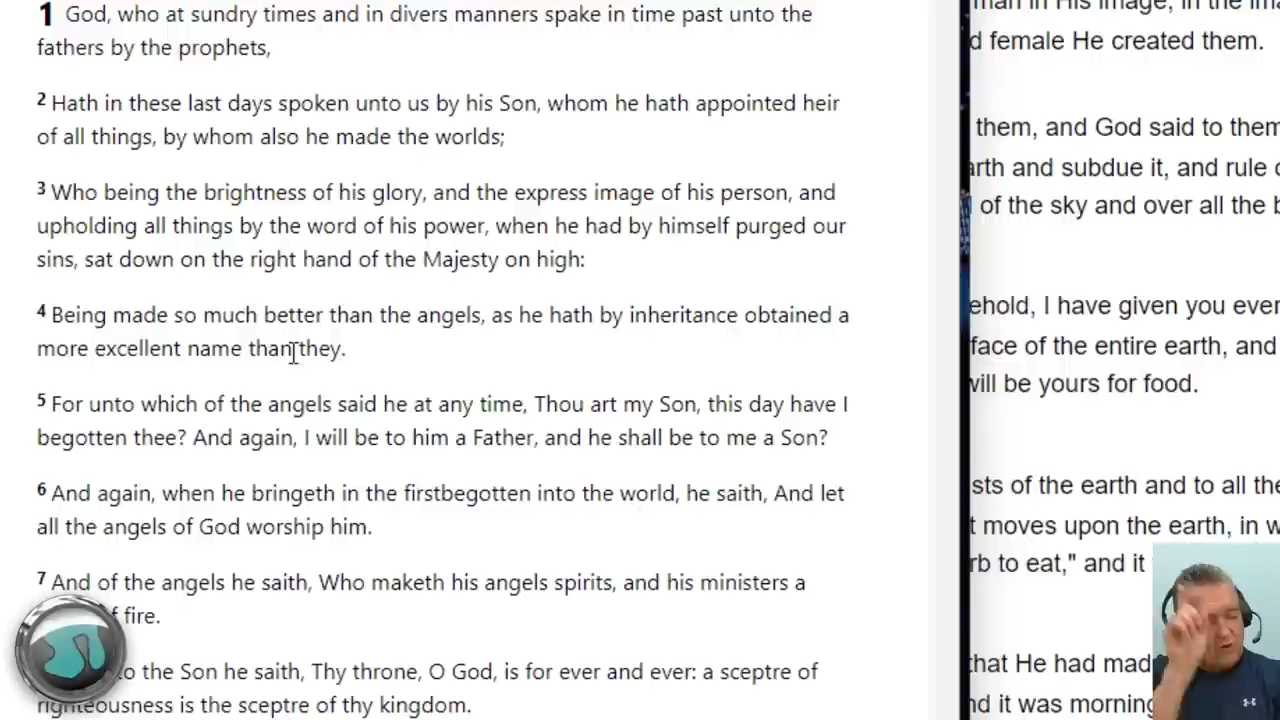 1 God, who at sundry times and in divers manners spake in time past unto the
fathers by the prophets,
2 Hath in these last days spoken unto us by his Son, whom he hath appointed heir
of all things, by whom also he made the worlds;
3 Who being the brightness of his glory, and the express image of his person, and
upholding all things by the word of his power, when he had by himself purged our
sins, sat down on the right hand of the Majesty on high:
4 Being made so much better than the angels, as he hath by inheritance obtained a
more excellent name than they.
5 For unto which of the angels said he at any time, Thou art my Son, this day have I
begotten thee? And again, I will be to him a Father, and he shall be to me a Son?
6 And again, when he bringeth in the firstbegotten into the world, he saith, And let
all the angels of God worship him.
7 And of the angels he saith, Who maketh his angels spirits, and his ministers a
fire.
the Son he saith, Thy throne, O God, is for ever and ever: a sceptre of
righteousness is the sceptre of thy kingdom.
man in His image, in the
female He created them.
them, and God said to them
and subdue it, and rule
of the sky and over all the
I have given you
face of the entire earth, and
will be yours for food.
of the earth and to all the
moves upon the earth, in
to eat," and it
that He had
it was morning